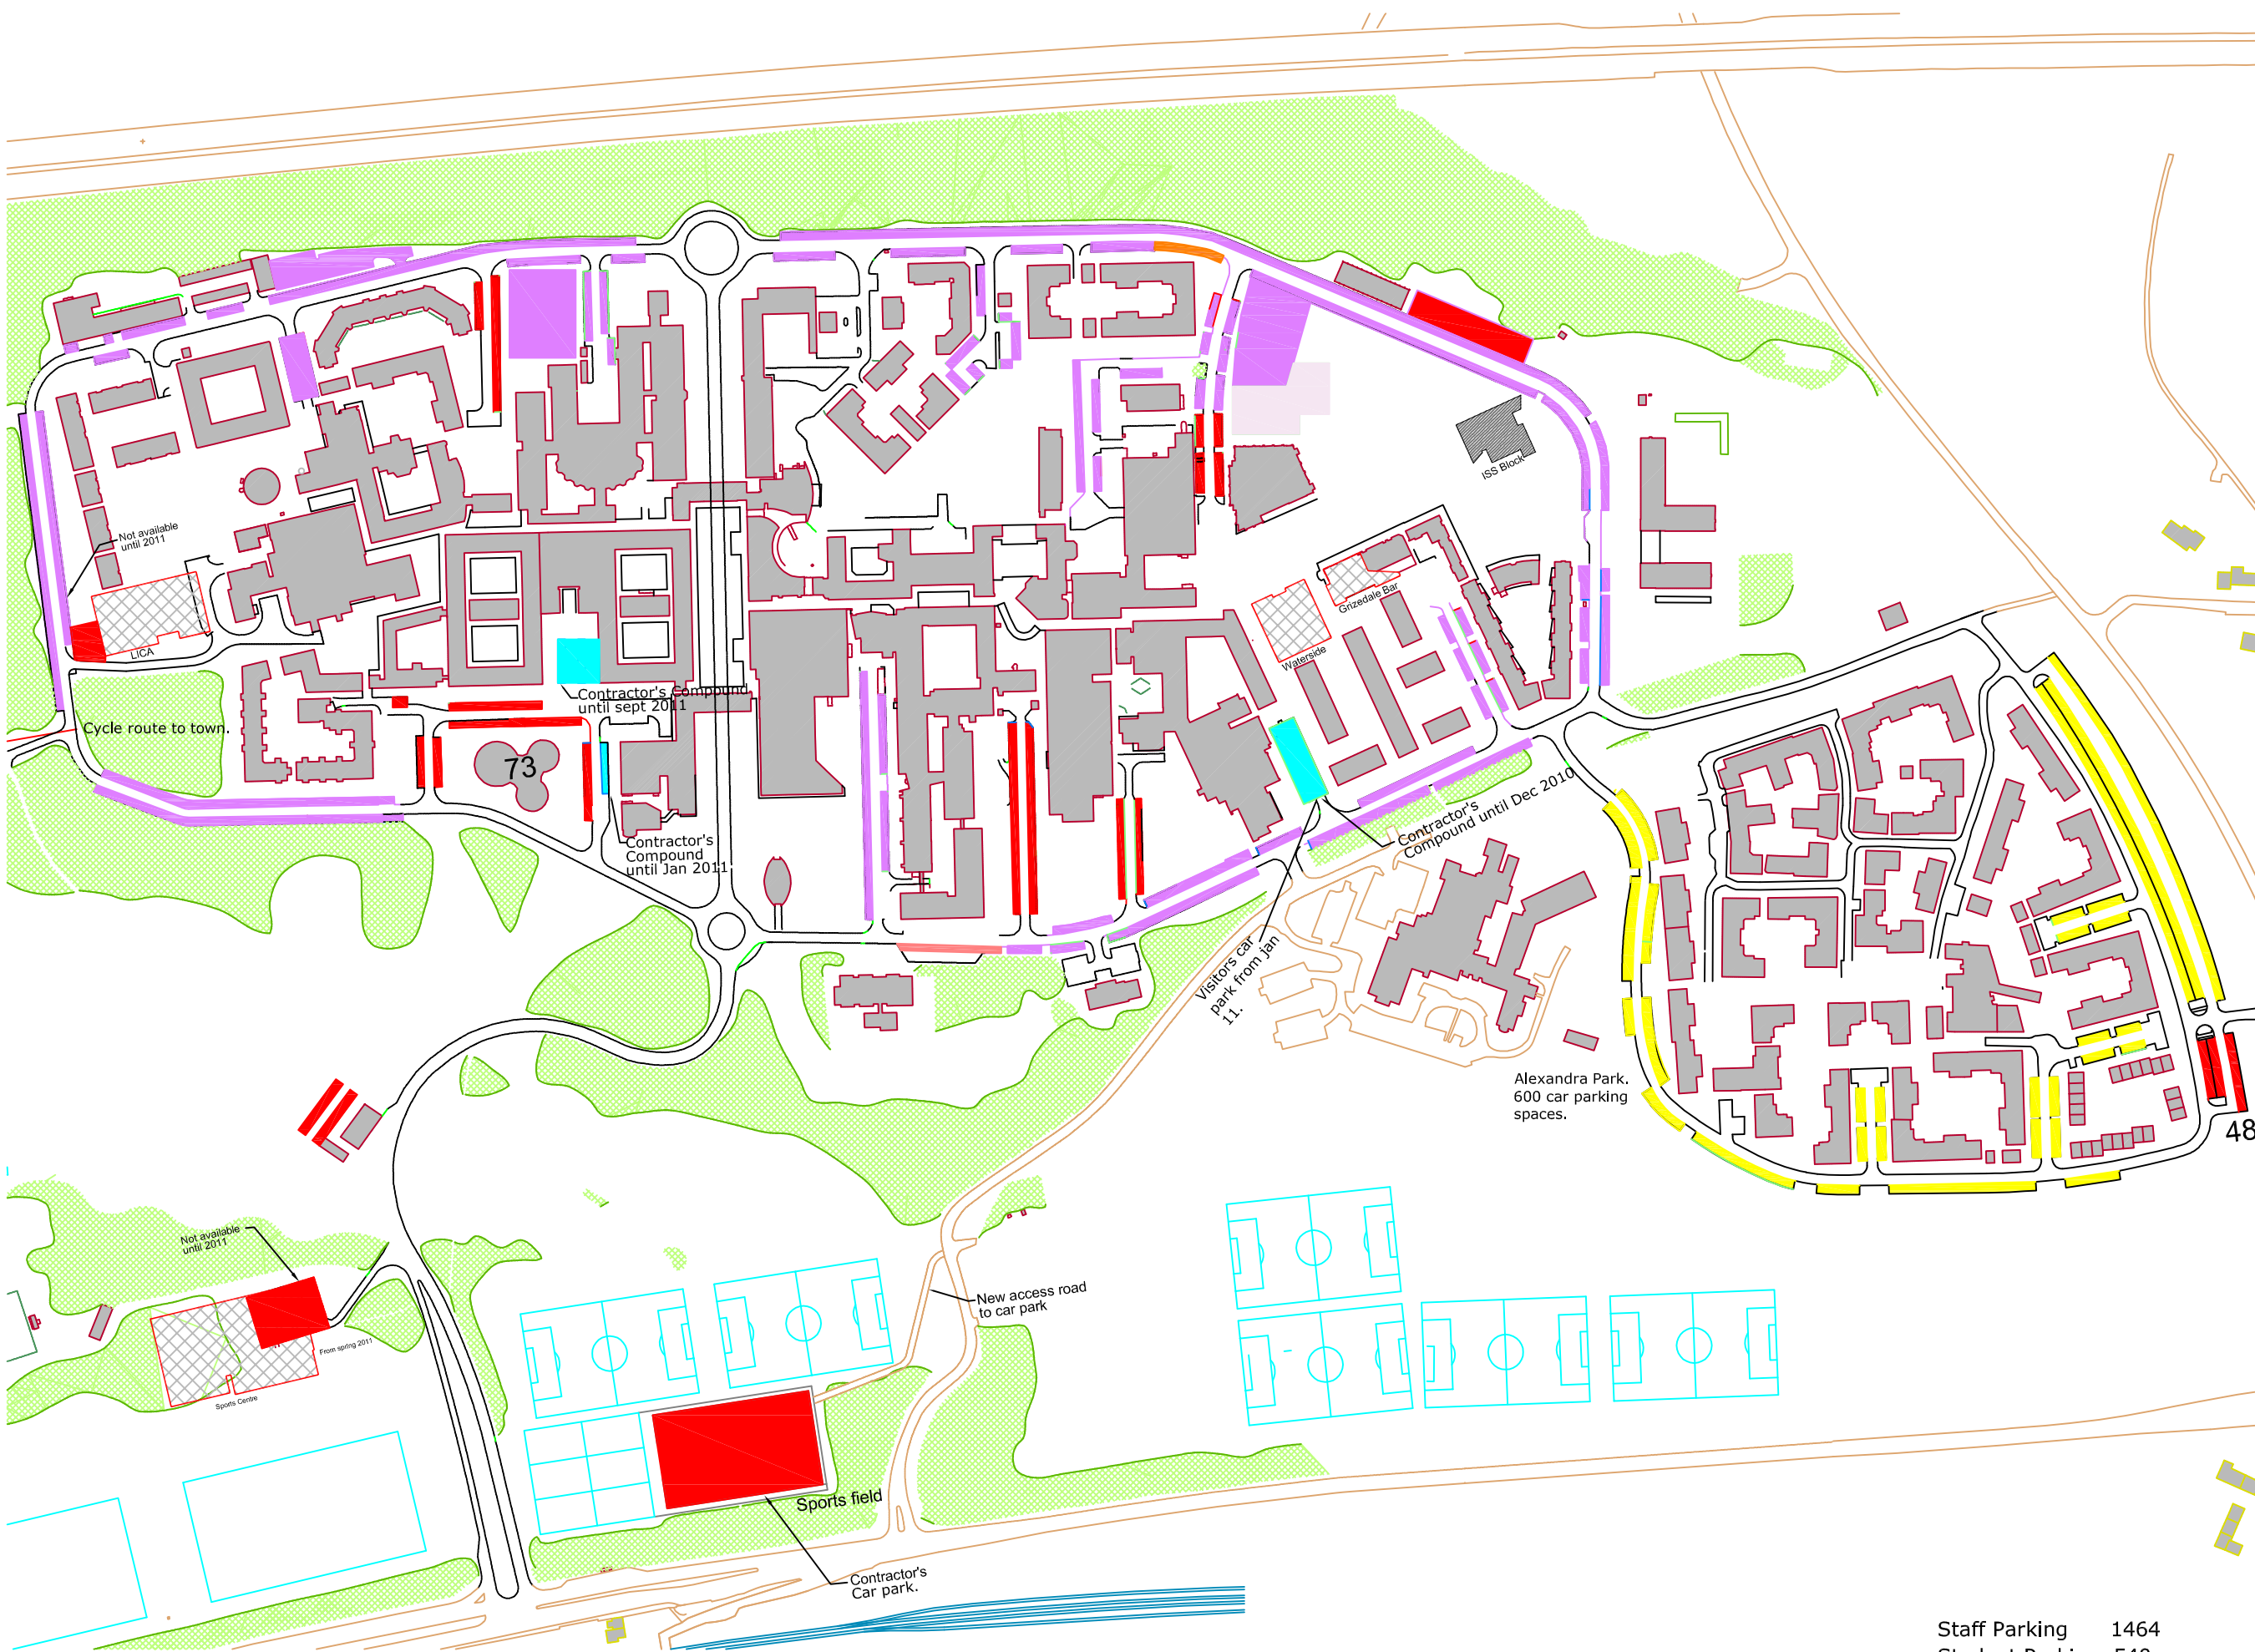 ISS Block
Not available
until 2011
Grizedale Bar
LICA
Waterside
Contractor's Compound
until sept 2011
Cycle route to town.
73
Contractor's
Compound until Dec 2010
Contractor's
Compound
until Jan 2011
Visitors car
park from jan
11.
Alexandra Park.
600 car parking
spaces.
48
Not available
until 2011
New access road
to car park
From spring 2011
Sports Centre
Sports field
Contractor's
Car park.
Staff Parking 1464